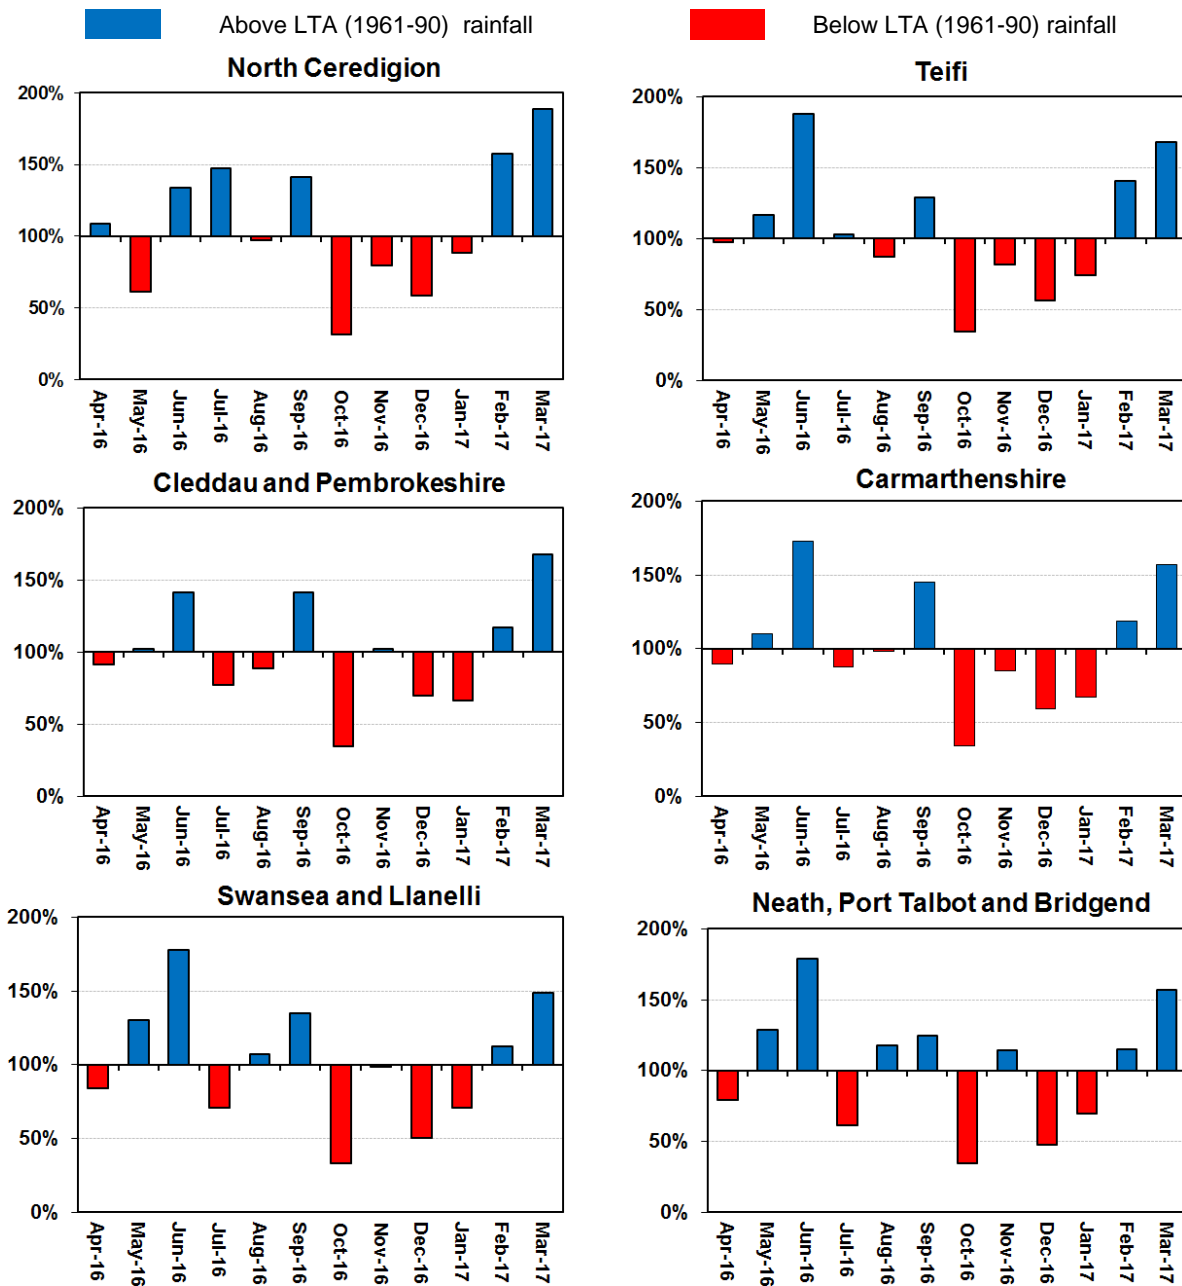 Above LTA (1961-90) rainfall
Below LTA (1961-90) rainfall
North Ceredigion
200%
150%
100%
50%
0%
Apr-16
May-16
Jun-16
Jul-16
Aug-16
Sep-16
Oct-16
Nov-16
Dec-16
Jan-17
Feb-17
Mar-17
Teifi
200%
150%
100%
50%
0%
Apr-16
May-16
Jun-16
Jul-16
Aug-16
Sep-16
Oct-16
Nov-16
Dec-16
Jan-17
Feb-17
Mar-17
Cleddau and Pembrokeshire
200%
150%
100%
50%
0%
Apr-16
May-16
Jun-16
Jul-16
Aug-16
Sep-16
Oct-16
Nov-16
Dec-16
Jan-17
Feb-17
Mar-17
Carmarthenshire
200%
150%
100%
50%
0%
Apr-16
May-16
Jun-16
Jul-16
Aug-16
Sep-16
Oct-16
Nov-16
Dec-16
Jan-17
Feb-17
Mar-17
Swansea and Llanelli
200%
150%
100%
50%
0%
Apr-16
May-16
Jun-16
Jul-16
Aug-16
Sep-16
Oct-16
Nov-16
Dec-16
Jan-17
Feb-17
Mar-17
Neath, Port Talbot and Bridgend
200%
150%
100%
50%
0%
Apr-16
May-16
Jun-16
Jul-16
Aug-16
Sep-16
Oct-16
Nov-16
Dec-16
Jan-17
Feb-17
Mar-17